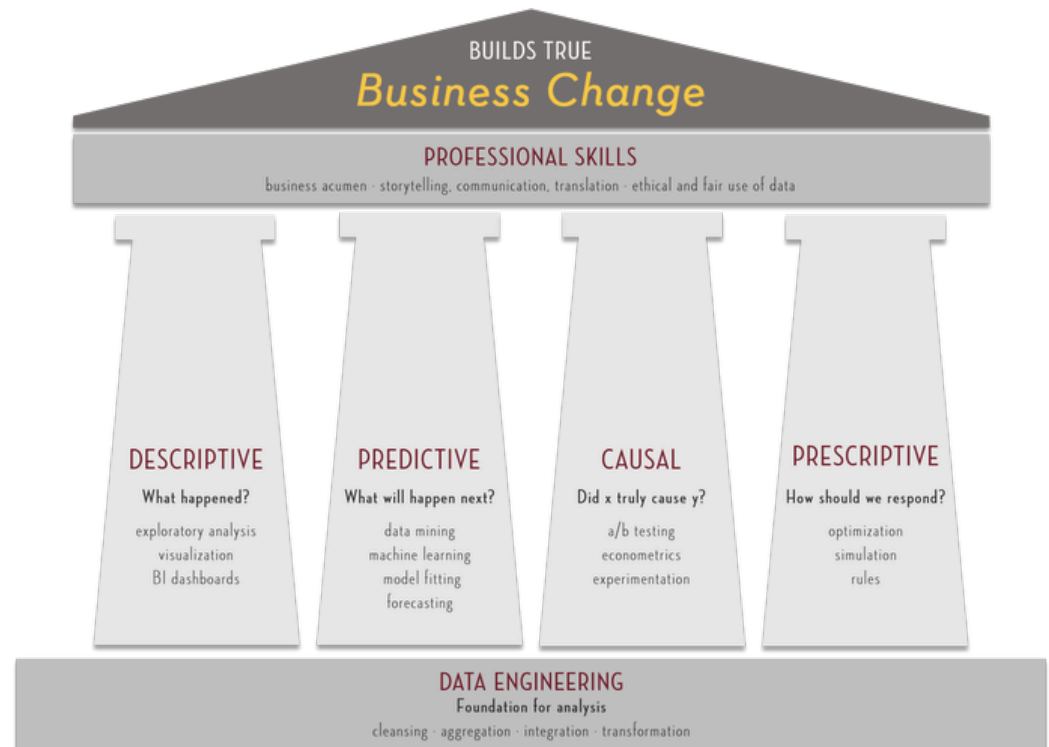 BUILDS TRUE
Business Change
PROFESSIONAL SKILLS
business acumen · storytelling, communication, translation · ethical and fair use of data
DESCRIPTIVE
What happened?
exploratory analysis
visualization
BI dashboards
PREDICTIVE
What will happen next?
data mining
machine learning
model fitting
forecasting
CAUSAL
Did x truly cause y?
a/b testing
econometrics
experimentation
PRESCRIPTIVE
How should we respond?
optimization
simulation
rules
DATA ENGINEERING
Foundation for analysis
cleansing · aggregation · integration · transformation